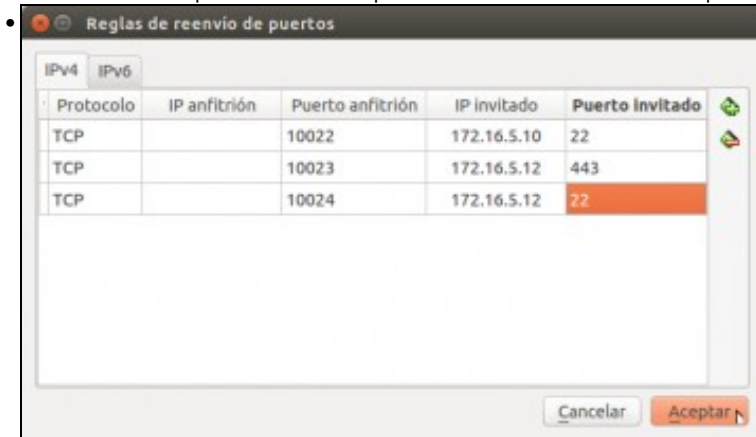 Reglas de reenvío de puertos
IPv4 IPv6
Protocolo IP anfitrión Puerto anfitrión IP invitado Puerto invitado
TCP 10022 172.16.5.10 22
TCP 10023 172.16.5.12 443
TCP 10024 172.16.5.12 22
Cancelar Aceptar